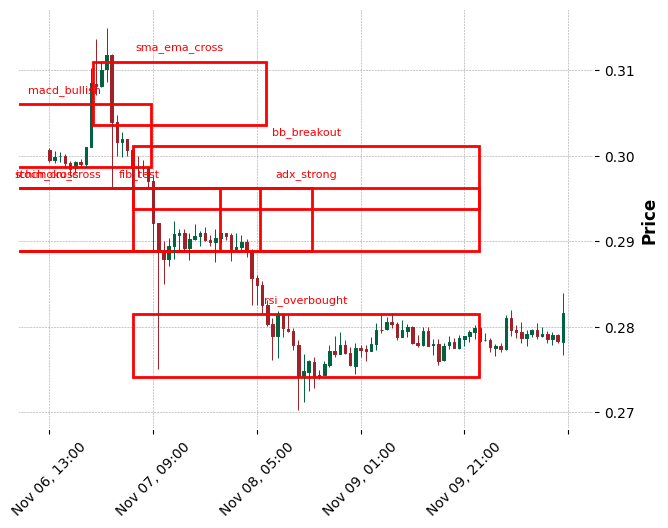 sma_ema_cross
0.31
macd_bullish
bb_breakout
0.30
fib_test
adx_strong
Price
0.29
rsi_overbought
0.28
0.27
Nov 06, 13:00
Nov 07, 09:00
Nov 08, 05:00
Nov 09, 01:00
Nov 09, 21:00